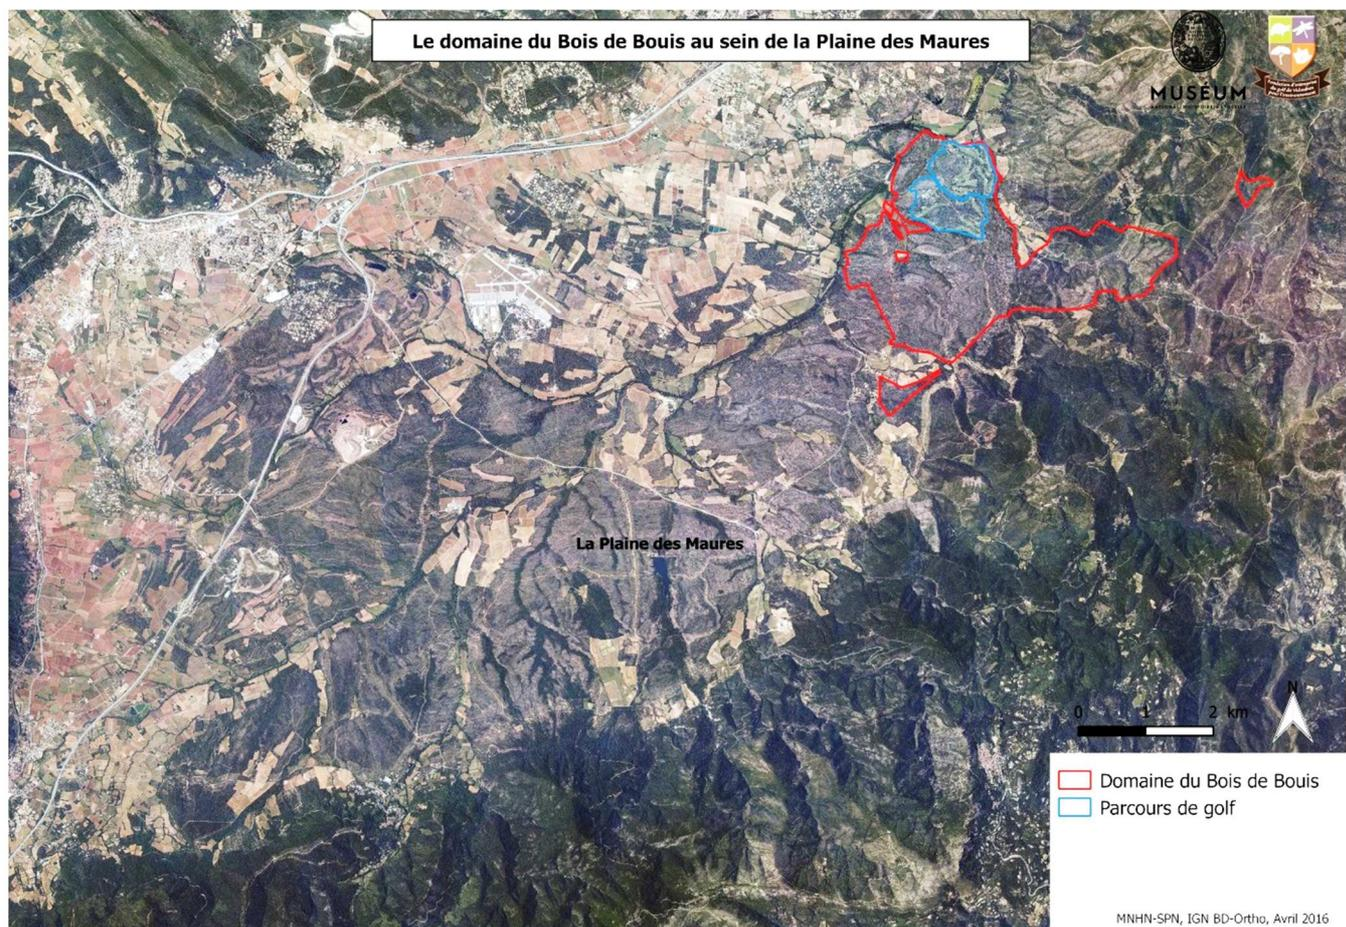 Le domaine du Bois de Bouis au sein de la Plaine des Maures
MUSÉUM
La Plaine des Maures
N
0 1 2 km
Domaine du Bois de Bouis
Parcours de golf
MNHN-SPN, IGN BD-Ortho, Avril 2016